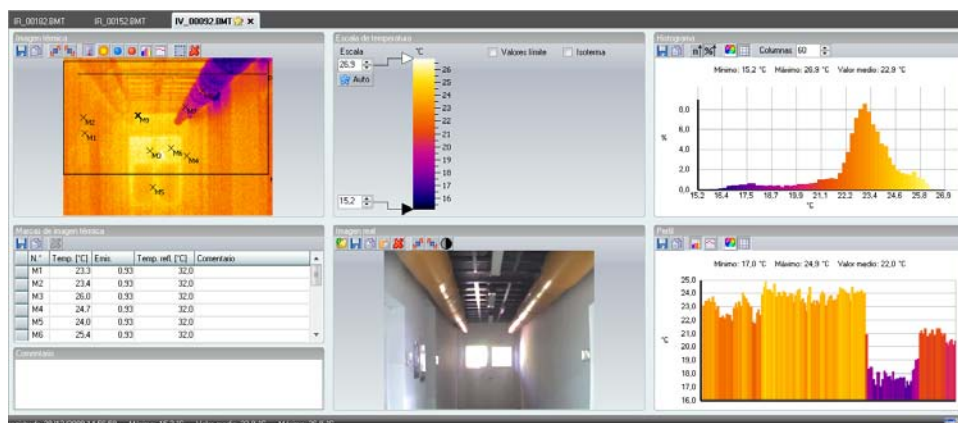 IR_00102.BMT IR_00152.BMT IV_00092.BMT
Imagen térmica
M2
M1
M3
M6
M4
M5
Escala de temperatura
Escala °C Valores límite Isoterma
26,9
Auto
26
25
24
23
22
21
20
19
18
17
16
15,2
Histograma
Columnas 60
Mínimo: 15,2 °C Máximo: 26,9 °C Valor medio: 22,9 °C
8,0
6,0
4,0
2,0
0,0
15,2 16,3 17,5 18,7 19,9 21,0 22,2 23,4 24,6 25,8 26,9
°C
Marcas de imagen térmica
N.° Temp. [°C] Emis. Temp. refl. [°C] Comentario
M1 23,3 0,93 32,0
M2 23,4 0,93 32,0
M3 26,0 0,93 32,0
M4 24,7 0,93 32,0
M5 24,0 0,93 32,0
M6 25,4 0,93 32,0
Comentario
Imagen real
Perfil
Mínimo: 17,0 °C Máximo: 24,9 °C Valor medio: 22,0 °C
25,0
24,0
23,0
22,0
21,0
20,0
19,0
18,0
17,0
16,0
°C